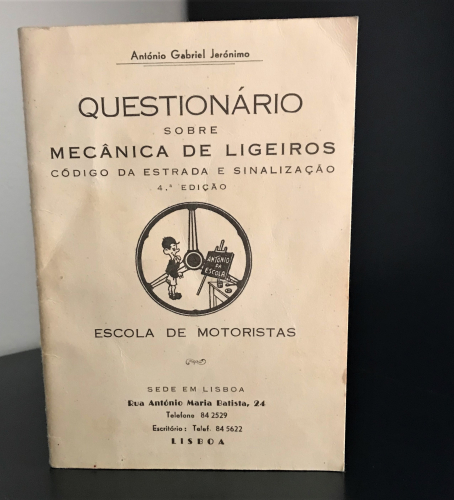 António Gabriel Jerónimo
QUESTIONÁRIO
SOBRE
MECÂNICA DE LIGEIROS
CÓDIGO DA ESTRADA E SINALIZAÇÃO
4.ª EDIÇÃO
ANTÓNIO
DA
ESCOLA
ESCOLA DE MOTORISTAS
SEDE EM LISBOA
Rua António Maria Batista, 24
Telefone 84 2529
Escritório: Telef. 84 5622
LISBOA